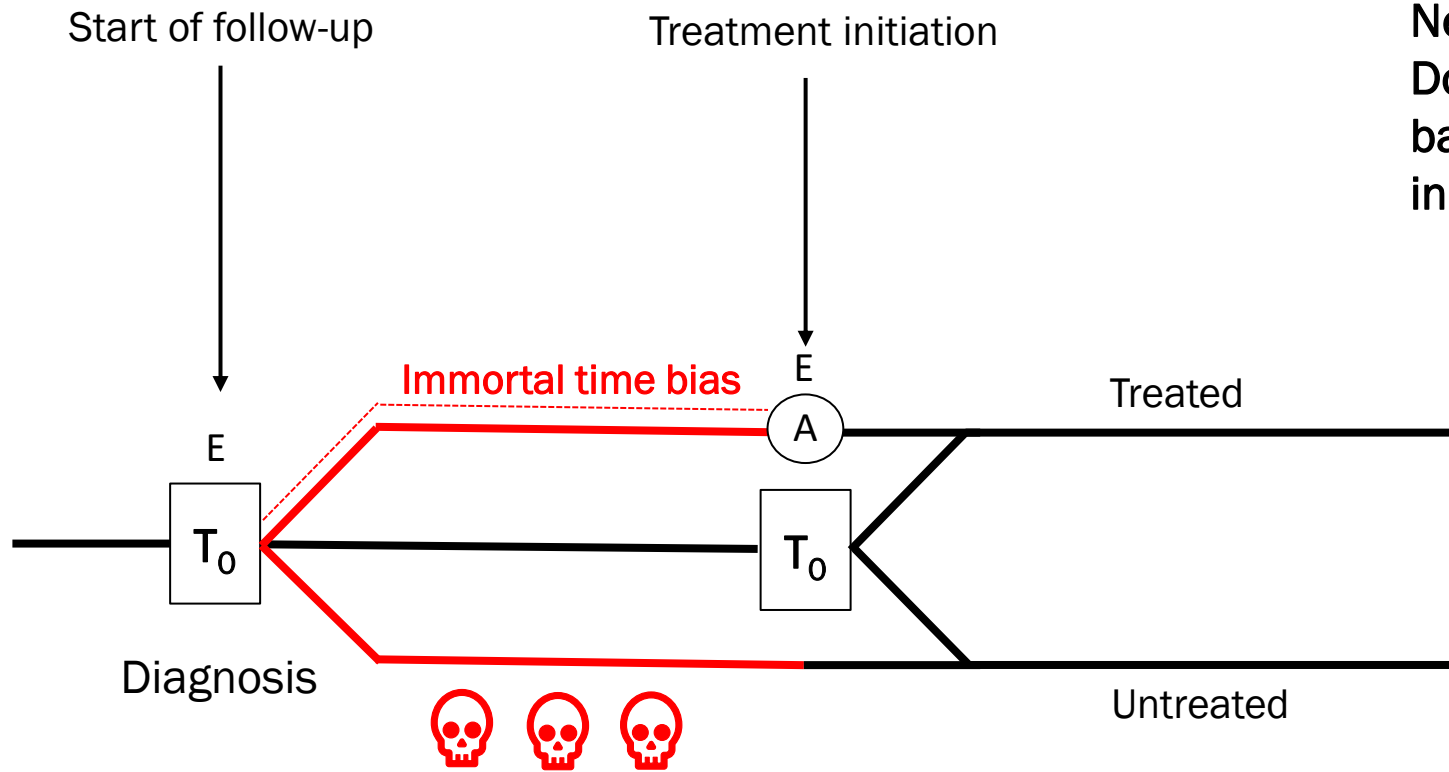 Start of follow-up
Treatment initiation
E
Immortal time bias
E
A
Treated
T₀
T₀
Diagnosis
Untreated